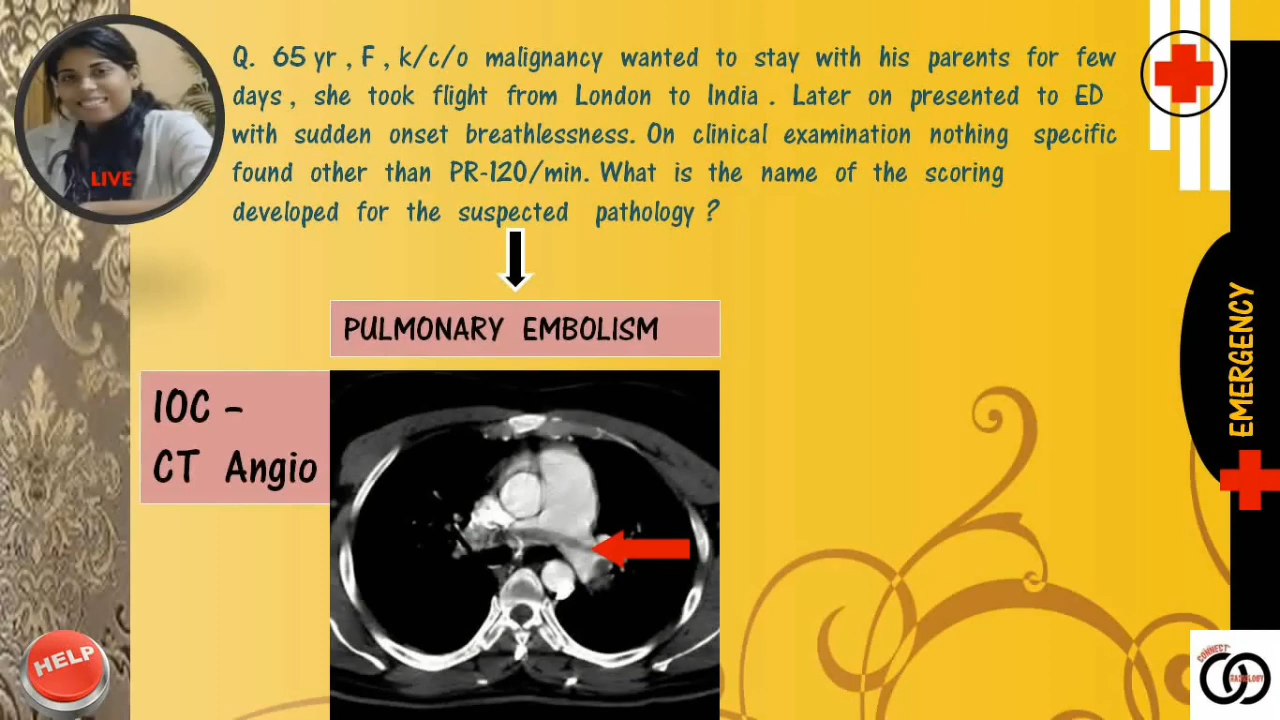 Q. 65 yr , F , k/c/o malignancy wanted to stay with his parents for few
days , she took flight from London to India . Later on presented to ED
with sudden onset breathlessness. On clinical examination nothing specific
found other than PR-120/min. What is the name of the scoring
developed for the suspected pathology ?
LIVE
PULMONARY EMBOLISM
IOC –
CT Angio
EMERGENCY
HELP
CONNECT
RADIOLOGY